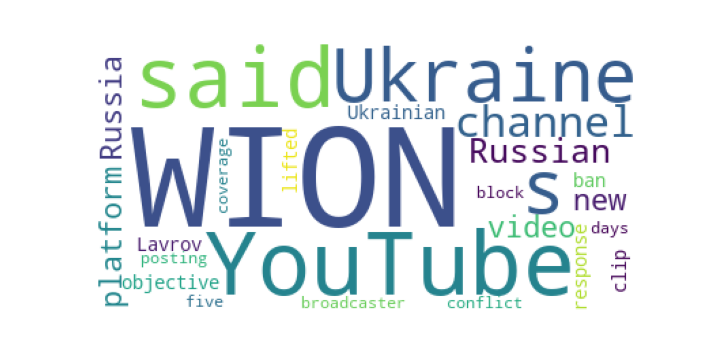 said Ukraine
Russia
Ukrainian channel
WION
coverage
lifted
Russian
platform
block s ban
new
video days
Lavrov YouTube
posting
objective
response
clip
five broadcaster conflict